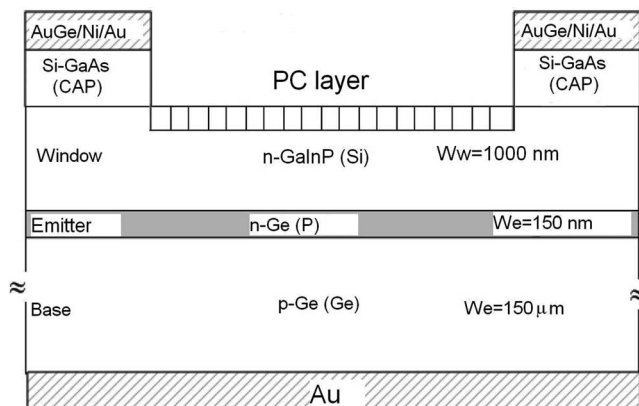 AuGe/Ni/Au
AuGe/Ni/Au
Si-GaAs
(CAP)
PC layer
Si-GaAs
(CAP)
Window
n-GaInP (Si)
Ww=1000 nm
Emitter
n-Ge (P)
We=150 nm
≈
≈
Base
p-Ge (Ge)
We=150μm
Au